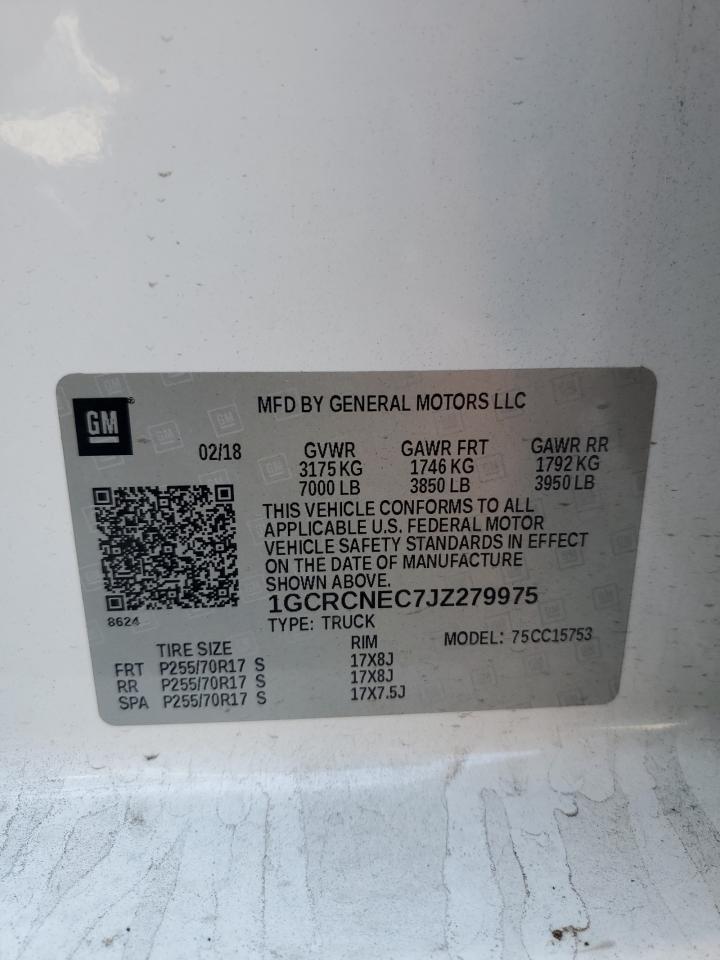 GM®
MFD BY GENERAL MOTORS LLC
02/18 GVWR GAWR FRT GAWR RR
3175 KG 1746 KG 1792 KG
7000 LB 3850 LB 3950 LB
THIS VEHICLE CONFORMS TO ALL
APPLICABLE U.S. FEDERAL MOTOR
VEHICLE SAFETY STANDARDS IN EFFECT
ON THE DATE OF MANUFACTURE
SHOWN ABOVE.
1GCRCNEC7JZ279975
8624
TYPE: TRUCK MODEL: 75CC15753
TIRE SIZE RIM
FRT P255/70R17 S 17X8J
RR P255/70R17 S 17X8J
SPA P255/70R17 S 17X7.5J